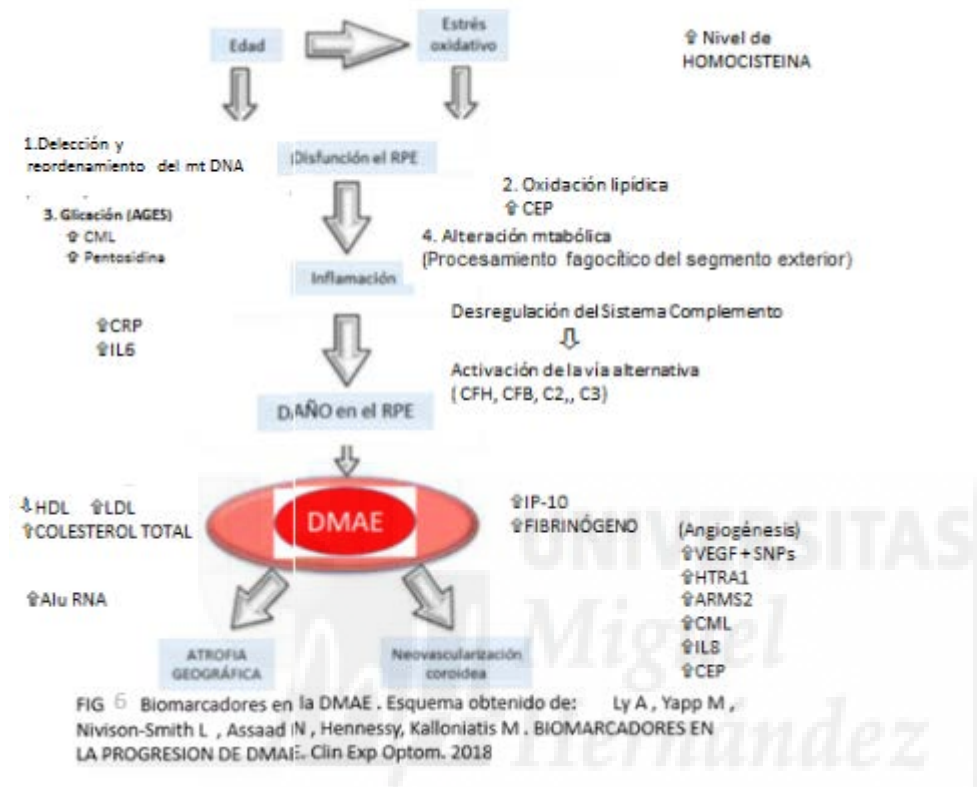 Edad
Estrés
oxidativo
⇧ Nivel de
HOMOCISTEINA
1.Delección y
reordenamiento del mt DNA
Disfunción el RPE
2. Oxidación lipídica
⇧ CEP
3. Glicación (AGES)
⇧ CML
⇧ Pentosidina
4. Alteración mtabólica
(Procesamiento fagocítico del segmento exterior)
Inflamación
⇧CRP
⇧IL6
Desregulación del Sistema Complemento
Activación de la vía alternativa
( CFH, CFB, C2,, C3)
DAÑO en el RPE
⇩HDL ⇧LDL
⇧COLESTEROL TOTAL
DMAE
⇧IP-10
⇧FIBRINÓGENO
(Angiogénesis)
⇧VEGF + SNPs
⇧HTRA1
⇧ARMS2
⇧CML
⇧IL8
⇧CEP
⇧Alu RNA
ATROFIA
GEOGRÁFICA
Neovascularización
coroidea
UNIVERSITAS
Miguel
Hernández
FIG 6 Biomarcadores en la DMAE . Esquema obtenido de: Ly A , Yapp M ,
Nivison-Smith L , Assaad N , Hennessy, Kalloniatis M . BIOMARCADORES EN
LA PROGRESION DE DMAE. Clin Exp Optom. 2018